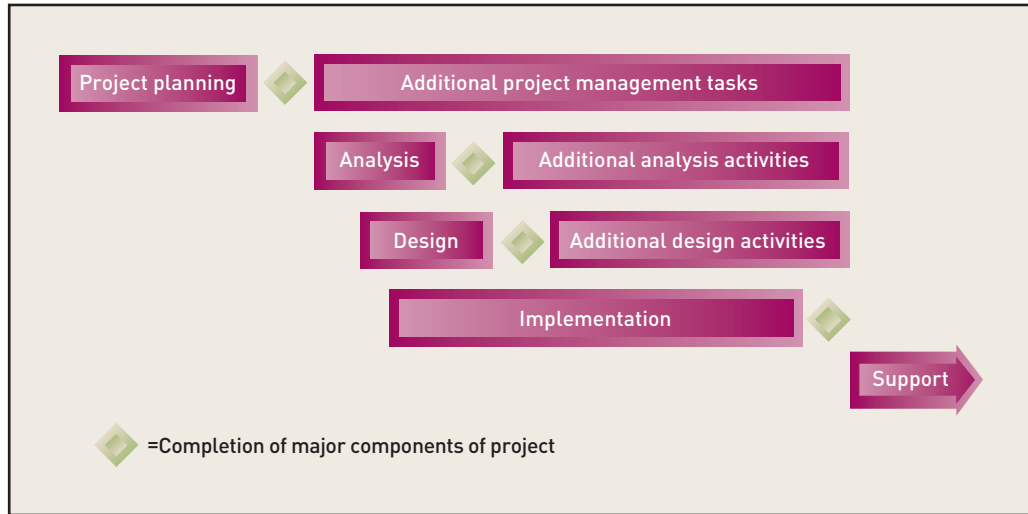 Project planning
Additional project management tasks
Analysis
Additional analysis activities
Design
Additional design activities
Implementation
Support
=Completion of major components of project